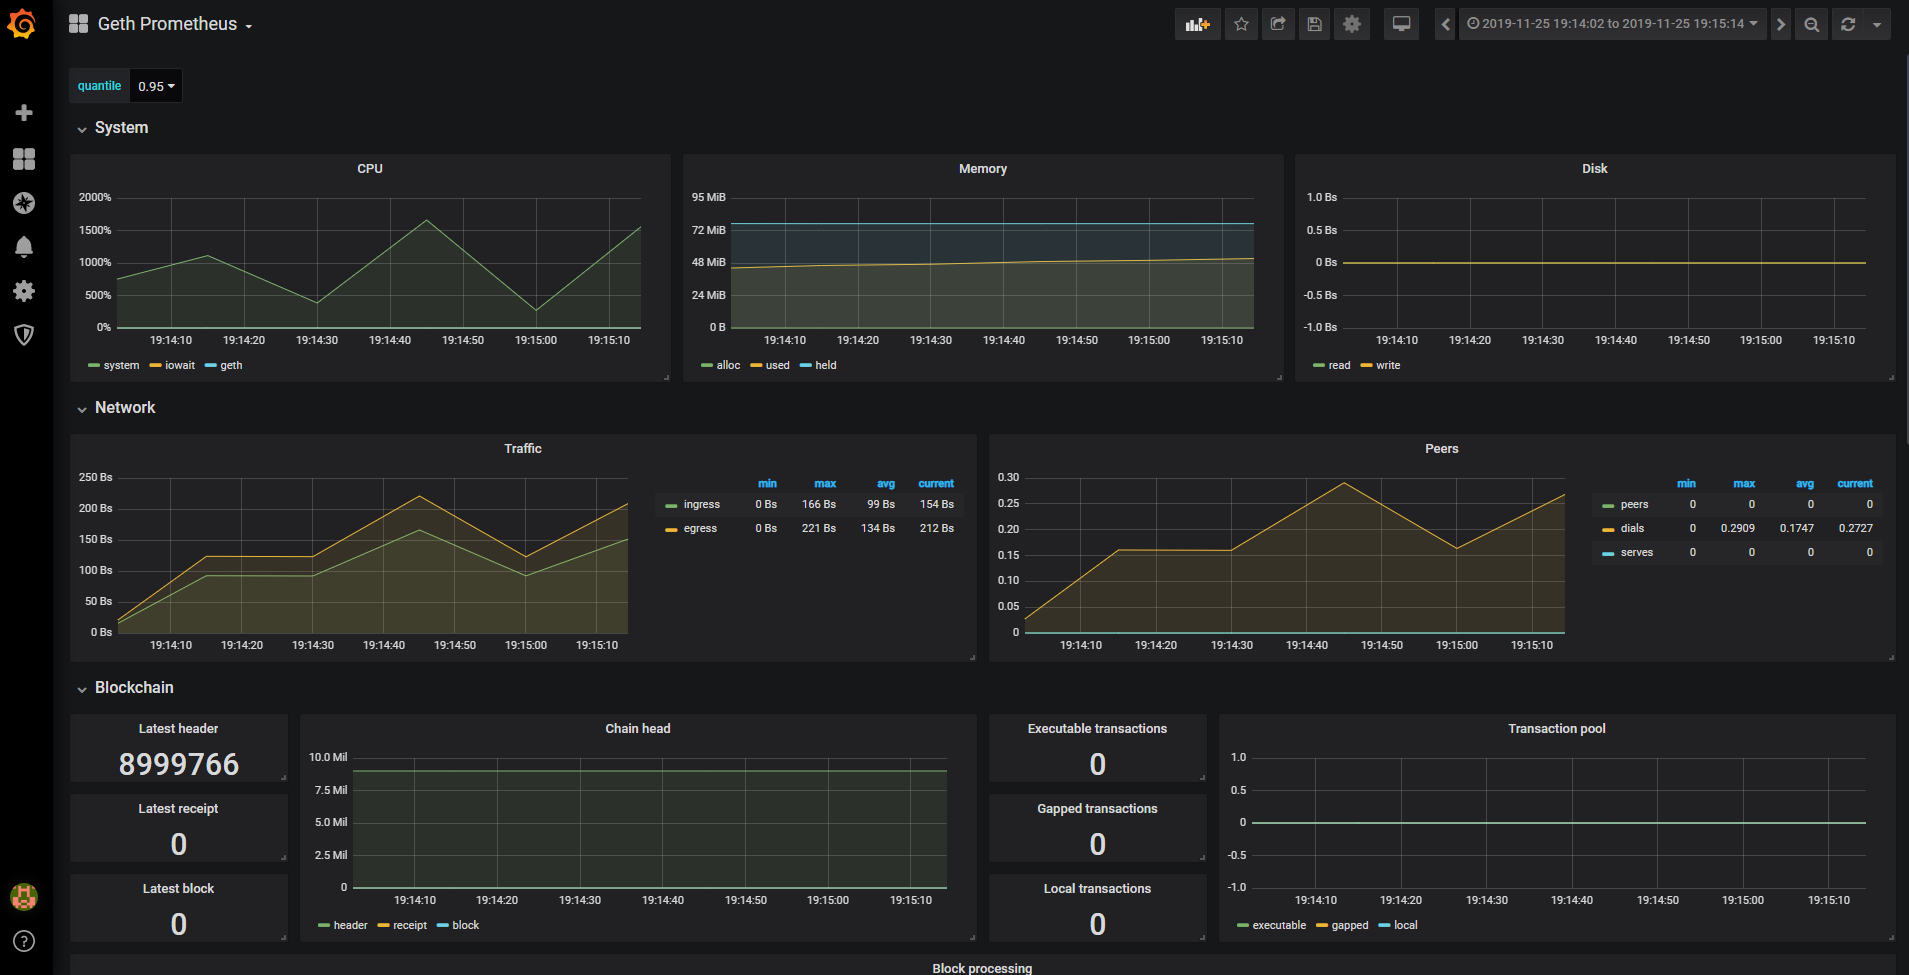 Geth Prometheus
2019-11-25 19:14:02 to 2019-11-25 19:15:14
quantile 0.95
System
CPU
2000%
1500%
1000%
500%
0%
19:14:10 19:14:20 19:14:30 19:14:40 19:14:50 19:15:00 19:15:10
system iowait geth
Memory
95 MiB
72 MiB
48 MiB
24 MiB
0 B
19:14:10 19:14:20 19:14:30 19:14:40 19:14:50 19:15:00 19:15:10
alloc used held
Disk
1.0 Bs
0.5 Bs
0 Bs
-0.5 Bs
-1.0 Bs
19:14:10 19:14:20 19:14:30 19:14:40 19:14:50 19:15:00 19:15:10
read write
Network
Traffic
250 Bs
200 Bs
150 Bs
100 Bs
50 Bs
0 Bs
19:14:10 19:14:20 19:14:30 19:14:40 19:14:50 19:15:00 19:15:10
min max avg current
ingress 0 Bs 166 Bs 99 Bs 154 Bs
egress 0 Bs 221 Bs 134 Bs 212 Bs
Peers
0.30
0.25
0.20
0.15
0.10
0.05
0
19:14:10 19:14:20 19:14:30 19:14:40 19:14:50 19:15:00 19:15:10
min max avg current
peers 0 0 0 0
dials 0 0.2909 0.1747 0.2727
serves 0 0 0 0
Blockchain
Latest header
8999766
Latest receipt
0
Latest block
0
Chain head
10.0 Mil
7.5 Mil
5.0 Mil
2.5 Mil
0
19:14:10 19:14:20 19:14:30 19:14:40 19:14:50 19:15:00 19:15:10
header receipt block
Executable transactions
0
Gapped transactions
0
Local transactions
0
Transaction pool
1.0
0.5
0
-0.5
-1.0
19:14:10 19:14:20 19:14:30 19:14:40 19:14:50 19:15:00 19:15:10
executable gapped local
Block processing